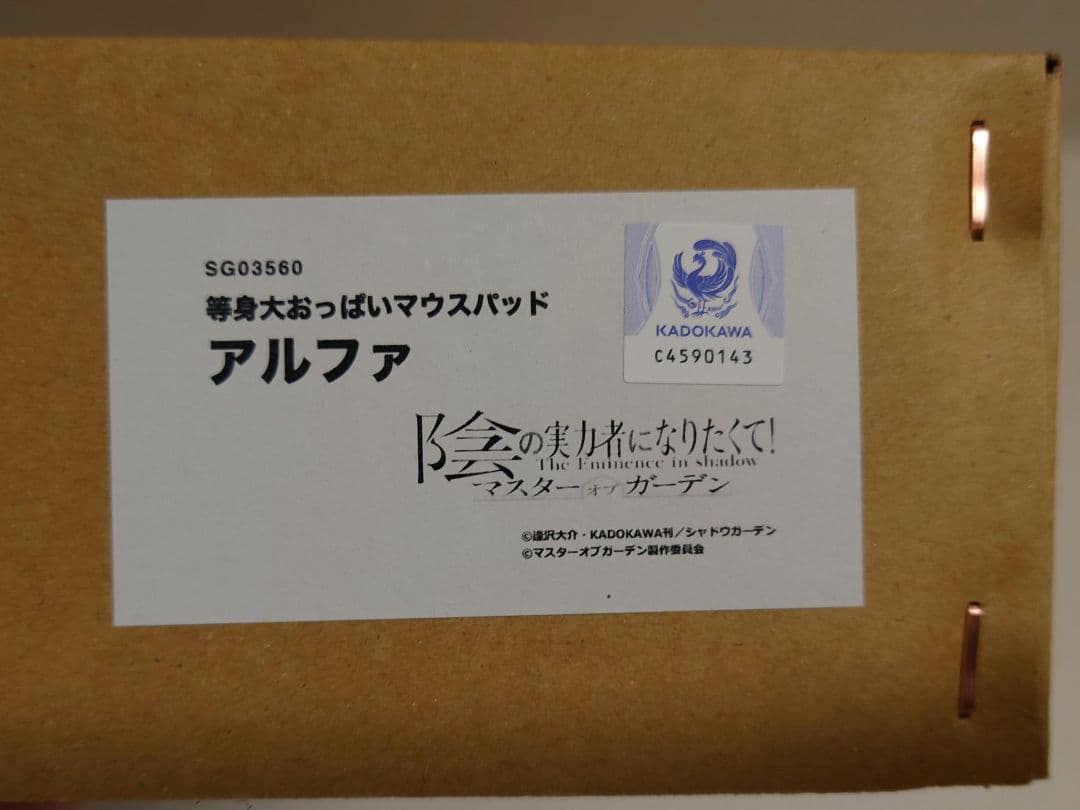 SG03560
等身大おっぱいマウスパッド
アルファ
KADOKAWA
C4590143
陰の実力者になりたくて!
The Eminence in shadow
マスターオブガーデン
©逢沢大介・KADOKAWA刊/シャドウガーデン
©マスターオブガーデン製作委員会